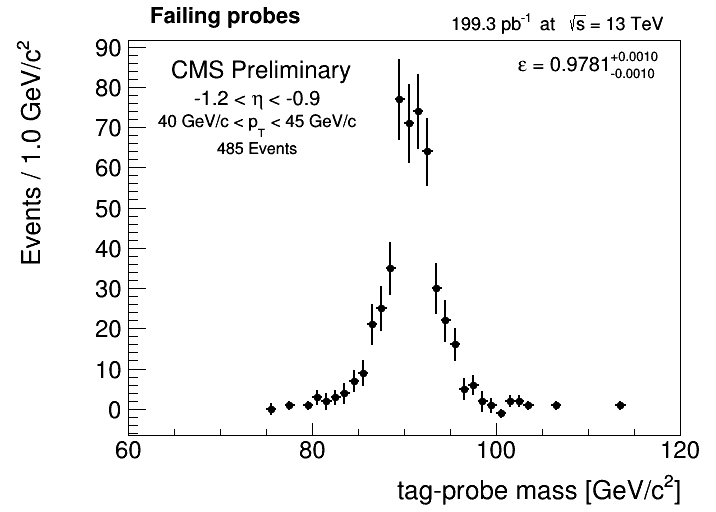 Failing probes
199.3 pb⁻¹ at √s = 13 TeV
CMS Preliminary
ε = 0.9781 +0.0010 -0.0010
-1.2 < η < -0.9
40 GeV/c < p_T < 45 GeV/c
485 Events
Events / 1.0 GeV/c²
90
80
70
60
50
40
30
20
10
0
60 80 100 120
tag-probe mass [GeV/c²]